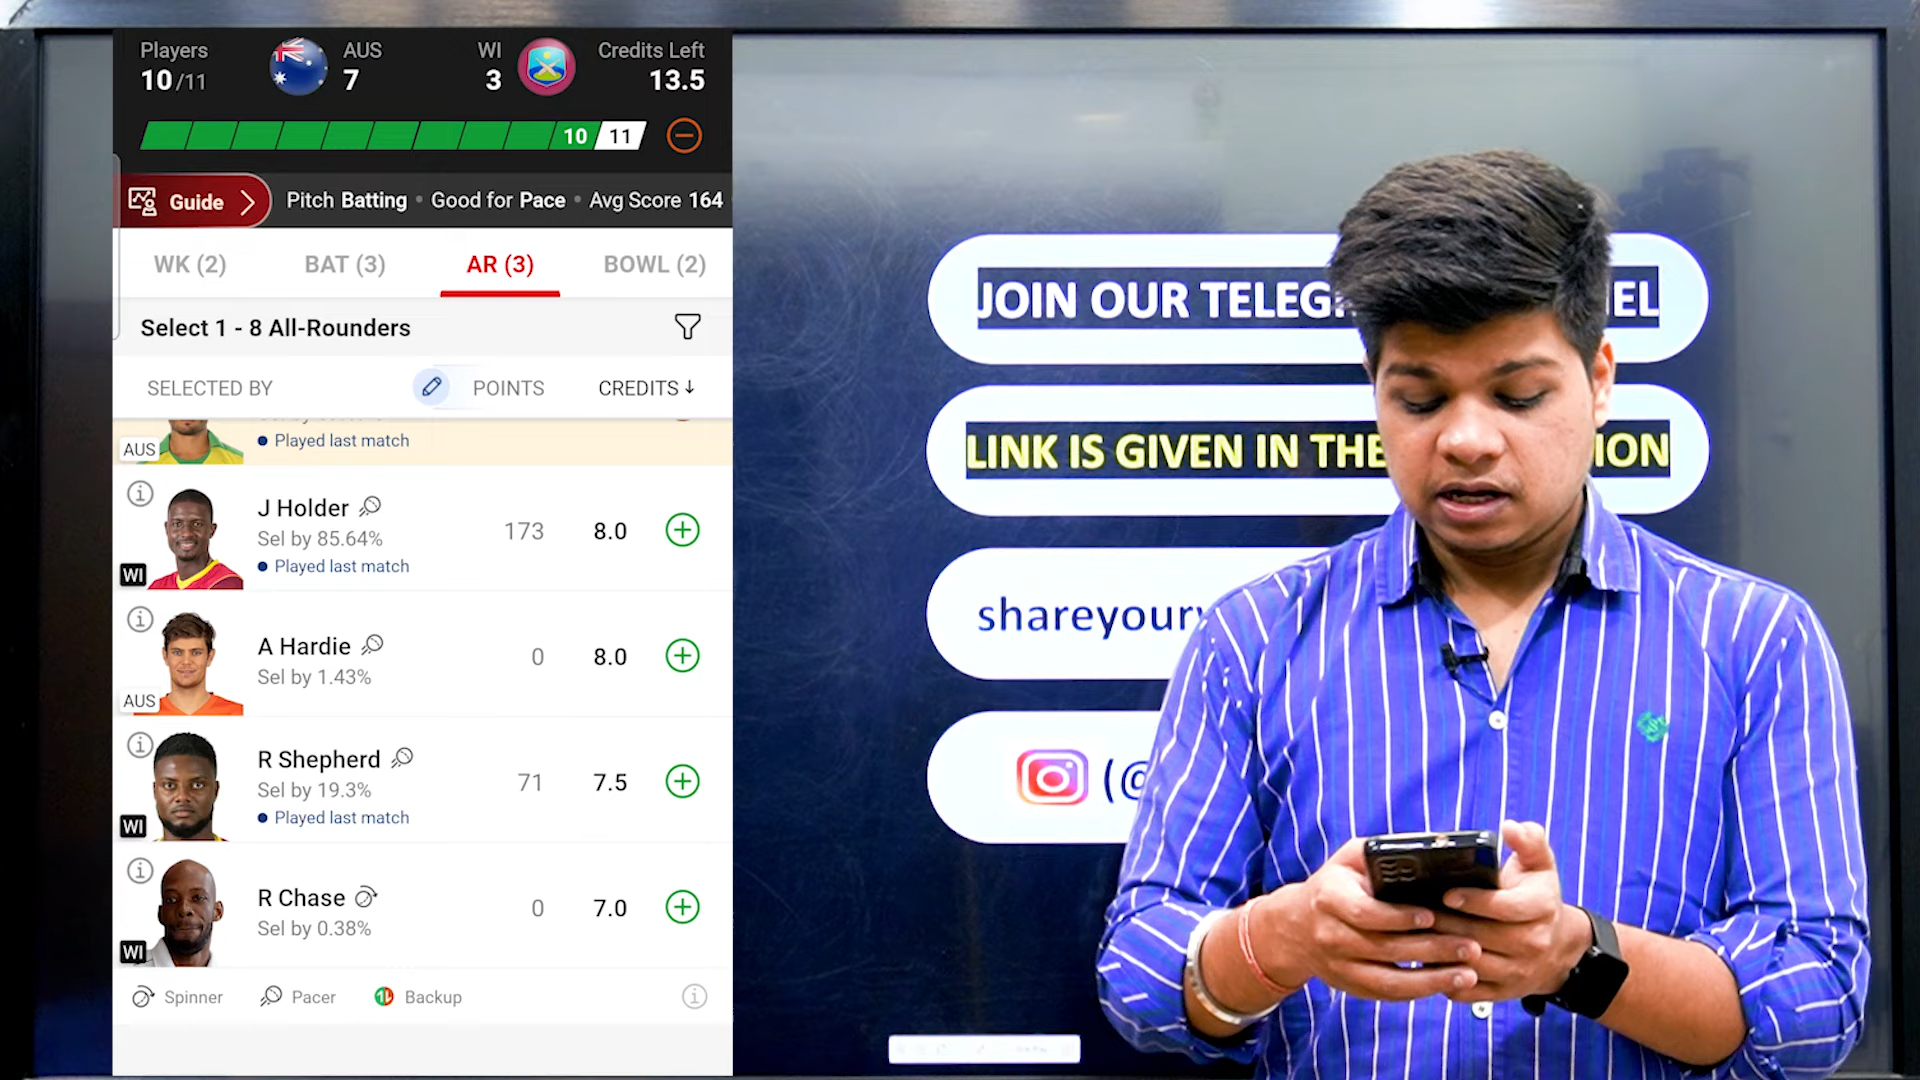 Players
10/11
AUS
7
WI
3
Credits Left
13.5
10
11
Guide
Pitch Batting • Good for Pace • Avg Score 164
WK (2)
BAT (3)
AR (3)
BOWL (2)
Select 1 - 8 All-Rounders
SELECTED BY
POINTS
CREDITS
AUS
Played last match
J Holder
Sel by 85.64%
Played last match
173
8.0
WI
A Hardie
Sel by 1.43%
0
8.0
AUS
R Shepherd
Sel by 19.3%
Played last match
71
7.5
WI
R Chase
Sel by 0.38%
0
7.0
WI
Spinner
Pacer
Backup
JOIN OUR
LINK IS GIVEN IN THE
(@